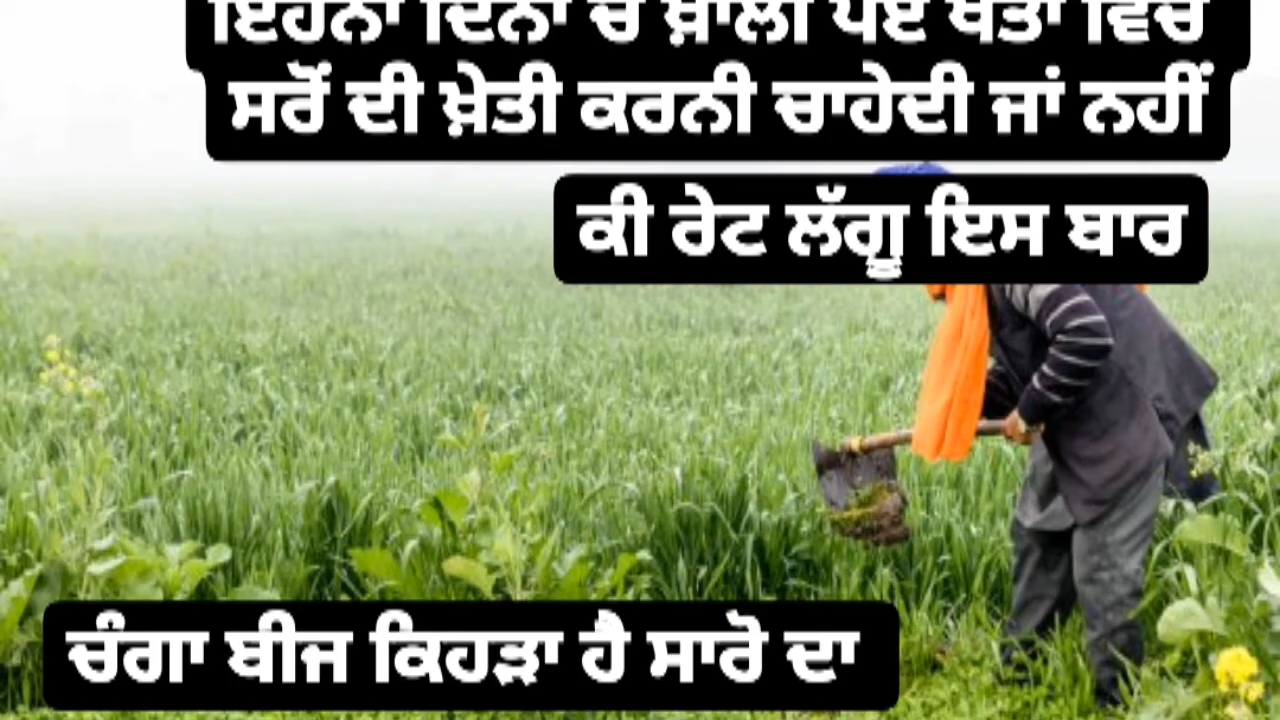 ਇਹਨਾਂ ਦਿਨਾਂ ਚ ਖ਼ਾਲੀ ਪਏ ਖੇਤਾਂ ਵਿੱਚ
ਸਰੋਂ ਦੀ ਖ਼ੇਤੀ ਕਰਨੀ ਚਾਹੇਦੀ ਜਾਂ ਨਹੀਂ
ਕੀ ਰੇਟ ਲੱਗੂ ਇਸ ਬਾਰ
ਚੰਗਾ ਬੀਜ ਕਿਹੜਾ ਹੈ ਸਾਰੋ ਦਾ